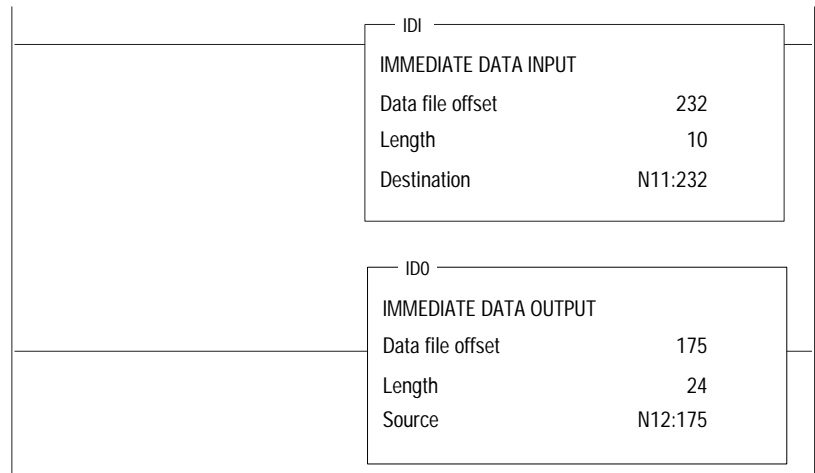 IDI
IMMEDIATE DATA INPUT
Data file offset 232
Length 10
Destination N11:232
ID0
IMMEDIATE DATA OUTPUT
Data file offset 175
Length 24
Source N12:175